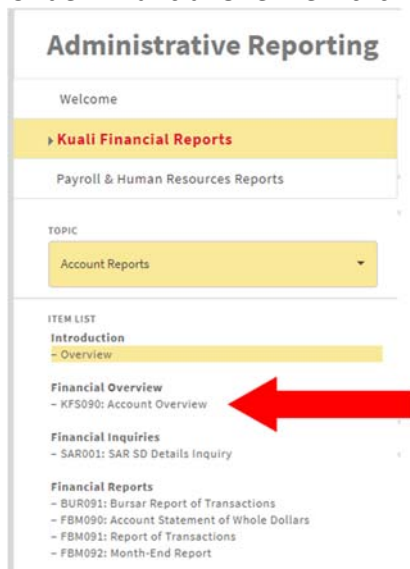 Administrative Reporting
Welcome
Kuali Financial Reports
Payroll & Human Resources Reports
TOPIC
Account Reports
ITEM LIST
Introduction
– Overview
Financial Overview
– KFS090: Account Overview
Financial Inquiries
– SAR001: SAR SD Details Inquiry
Financial Reports
– BUR091: Bursar Report of Transactions
– FBM090: Account Statement of Whole Dollars
– FBM091: Report of Transactions
– FBM092: Month-End Report